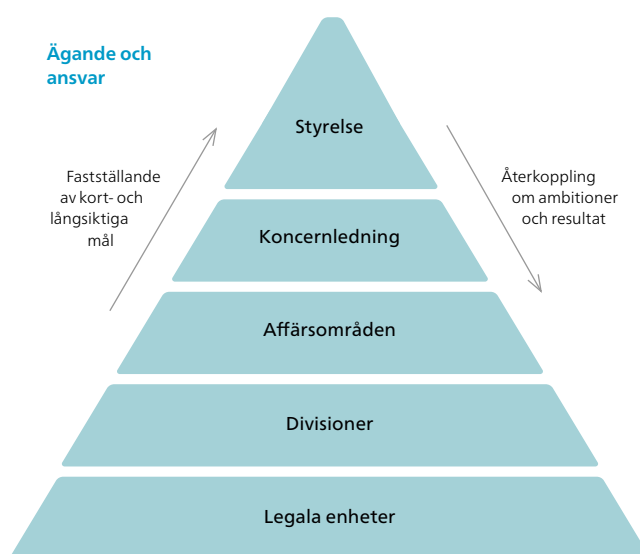 Ägande och
ansvar
Styrelse
Fastställande
av kort- och
långsiktiga
mål
Återkoppling
om ambitioner
och resultat
Koncernledning
Affärsområden
Divisioner
Legala enheter